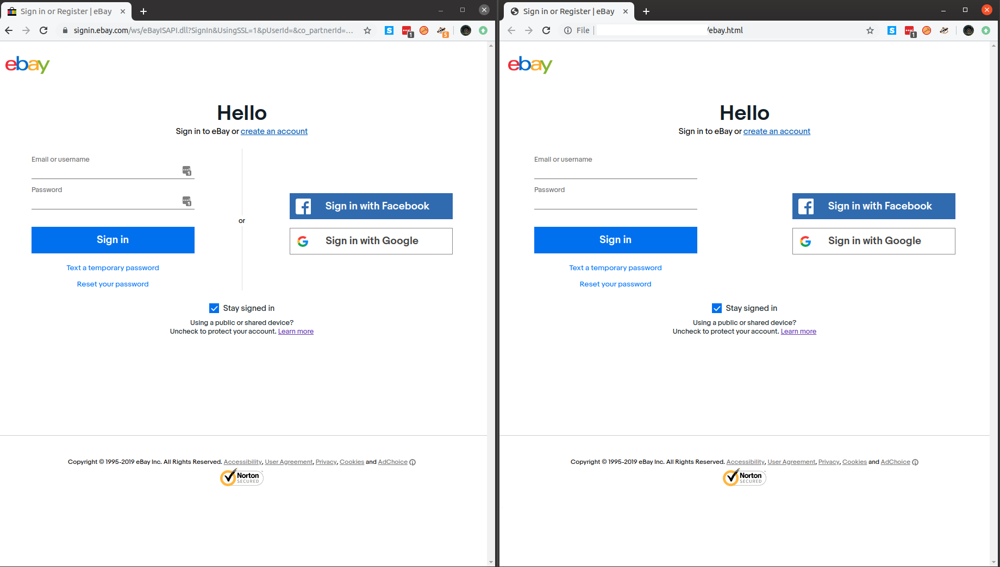 Sign in or Register | eBay
signin.ebay.com/ws/eBayISAPI.dll?SignIn&UsingSSL=1&pUserId=&co_partnerId=...
S
1
5
ebay
Hello
Sign in to eBay or create an account
Email or username
1
Password
1
or
Sign in
Text a temporary password
Reset your password
Sign in with Facebook
Sign in with Google
Stay signed in
Using a public or shared device?
Uncheck to protect your account. Learn more
Copyright © 1995-2019 eBay Inc. All Rights Reserved. Accessibility, User Agreement, Privacy, Cookies and AdChoice
Norton
SECURED
Sign in or Register | eBay
File /ebay.html
S
1
ebay
Hello
Sign in to eBay or create an account
Email or username
Password
Sign in
Text a temporary password
Reset your password
Sign in with Facebook
Sign in with Google
Stay signed in
Using a public or shared device?
Uncheck to protect your account. Learn more
Copyright © 1995-2019 eBay Inc. All Rights Reserved. Accessibility, User Agreement, Privacy, Cookies and AdChoice
Norton
SECURED